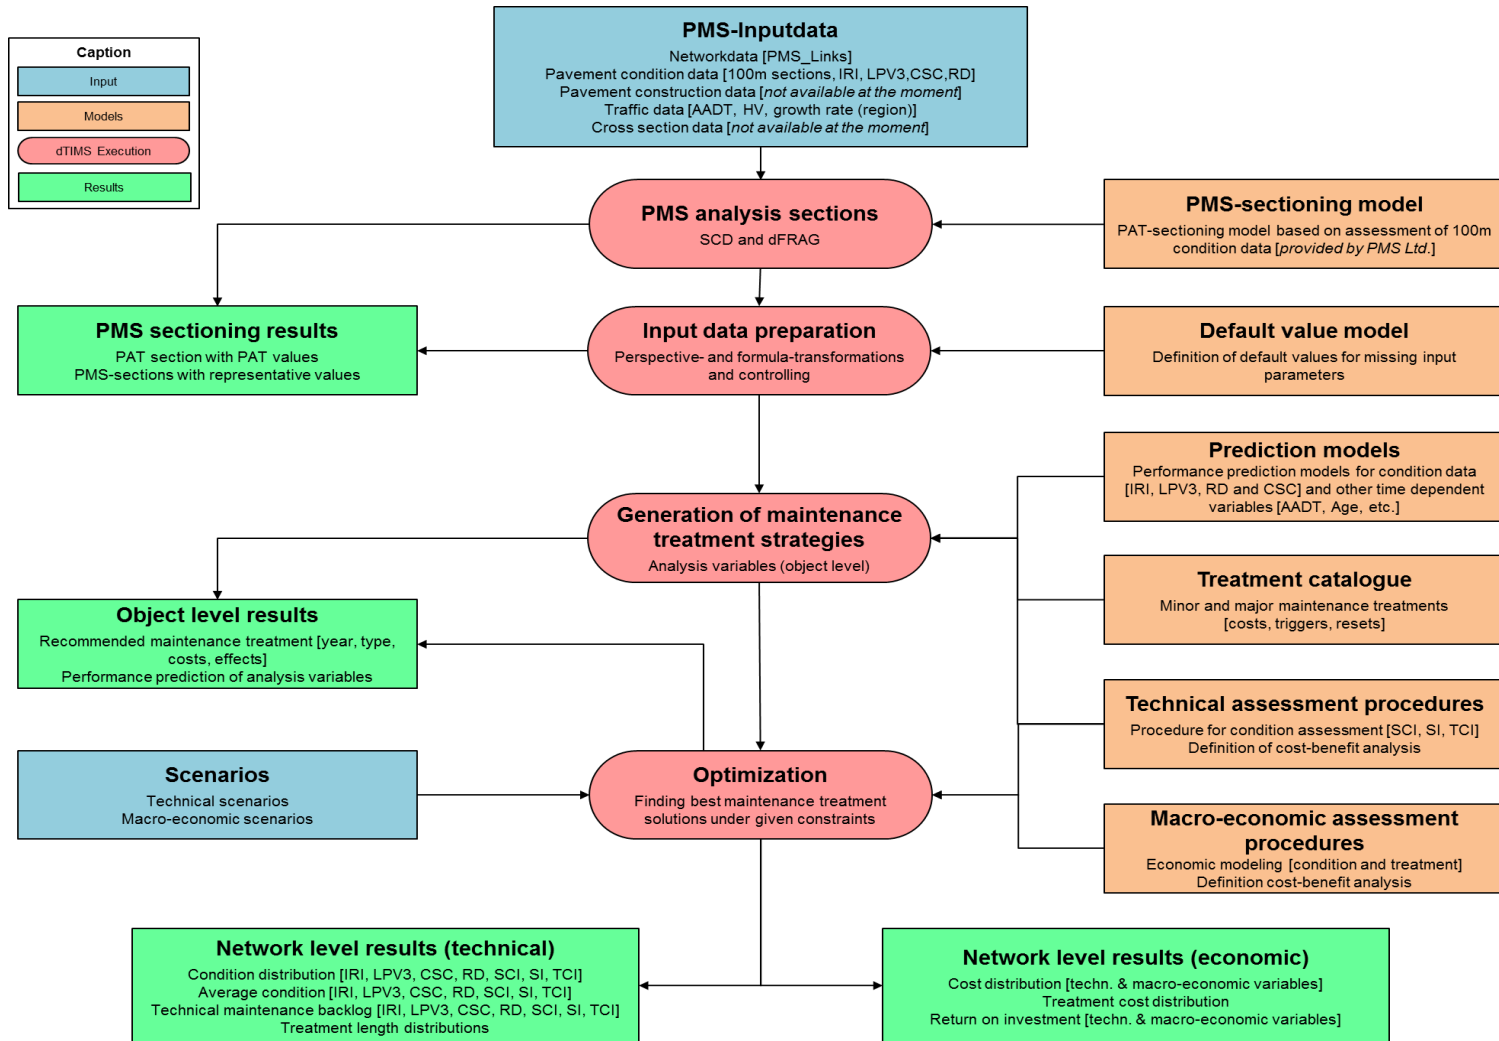 PMS-Inputdata
Networkdata [PMS_Links]
Pavement condition data [100m sections, IRI, LPV3,CSC,RD]
Pavement construction data [not available at the moment]
Traffic data [AADT, HV, growth rate (region)]
Cross section data [not available at the moment]
Caption
Input
Models
dTIMS Execution
Results
PMS analysis sections
SCD and dFRAG
PMS-sectioning model
PAT-sectioning model based on assessment of 100m
condition data [provided by PMS Ltd.]
PMS sectioning results
PAT section with PAT values
PMS-sections with representative values
Input data preparation
Perspective- and formula-transformations
and controlling
Default value model
Definition of default values for missing input
parameters
Prediction models
Performance prediction models for condition data
[IRI, LPV3, RD and CSC] and other time dependent
variables [AADT, Age, etc.]
Generation of maintenance
treatment strategies
Analysis variables (object level)
Treatment catalogue
Minor and major maintenance treatments
[costs, triggers, resets]
Object level results
Recommended maintenance treatment [year, type,
costs, effects]
Performance prediction of analysis variables
Technical assessment procedures
Procedure for condition assessment [SCI, SI, TCI]
Definition of cost-benefit analysis
Scenarios
Technical scenarios
Macro-economic scenarios
Optimization
Finding best maintenance treatment
solutions under given constraints
Macro-economic assessment
procedures
Economic modeling [condition and treatment]
Definition cost-benefit analysis
Network level results (technical)
Condition distribution [IRI, LPV3, CSC, RD, SCI, SI, TCI]
Average condition [IRI, LPV3, CSC, RD, SCI, SI, TCI]
Technical maintenance backlog [IRI, LPV3, CSC, RD, SCI, SI, TCI]
Treatment length distributions
Network level results (economic)
Cost distribution [techn. & macro-economic variables]
Treatment cost distribution
Return on investment [techn. & macro-economic variables]